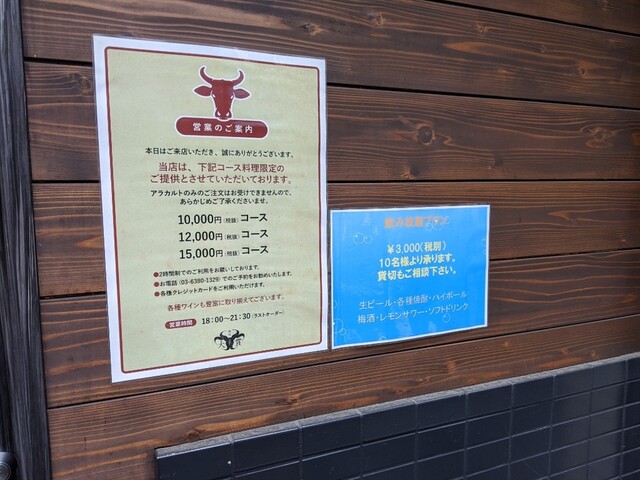 営業のご案内
本日はご来店いただき、誠にありがとうございます。
当店は、下記コース料理限定の
ご提供とさせていただいております。
アラカルトのみのご注文はお受けできませんので、
あらかじめご了承くださいませ。
10,000円(税抜)コース
12,000円(税抜)コース
15,000円(税抜)コース
●2時間制でのご利用をお願いしております。
●お電話(03-6380-1329)でのご予約をお勧めいたします。
●各種クレジットカードをご利用いただけます。
各種ワインも豊富に取り揃えてございます。
営業時間 18:00〜21:30(ラストオーダー)
飲み放題プラン
¥3,000(税別)
10名様より承ります。
貸切もご相談下さい。
生ビール・各種焼酎・ハイボール
梅酒・レモンサワー・ソフトドリンク